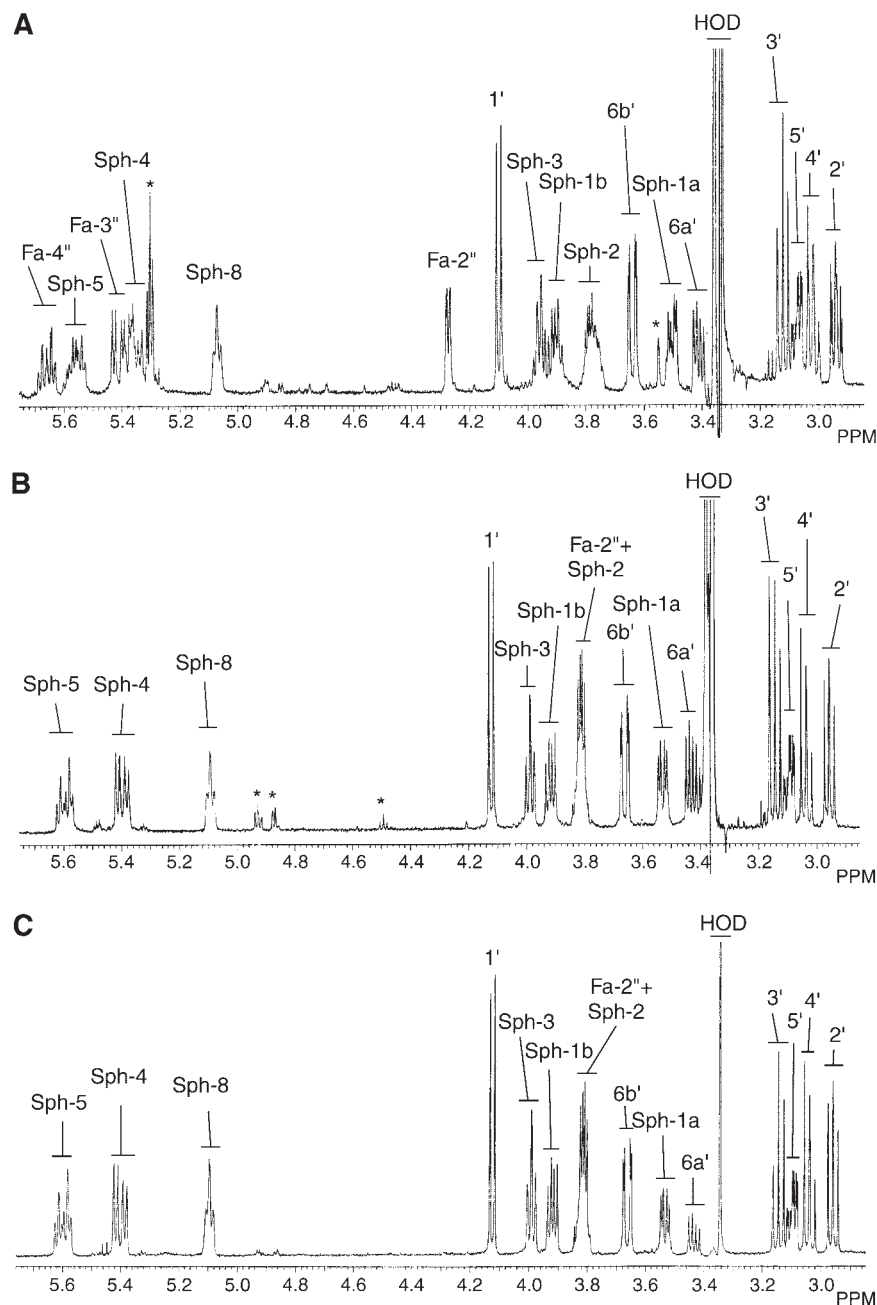 A
HOD
3'
1'
6b'
5'
4'
2'
Sph-4
Sph-3
Sph-1b
Sph-1a
6a'
Fa-3"
*
Sph-2
Fa-4"
Sph-5
Sph-8
Fa-2"
*
5.6 5.4 5.2 5.0 4.8 4.6 4.4 4.2 4.0 3.8 3.6 3.4 3.2 3.0
PPM
B
HOD
3'
4'
1'
Fa-2"+
Sph-2
5'
2'
Sph-1b
Sph-1a
6b'
Sph-3
6a'
Sph-5
Sph-4
Sph-8
* * *
5.6 5.4 5.2 5.0 4.8 4.6 4.4 4.2 4.0 3.8 3.6 3.4 3.2 3.0
PPM
C
HOD
1'
3'
4'
Fa-2"+
Sph-2
5'
2'
Sph-3
Sph-1b
Sph-5
Sph-4
Sph-8
6b'
Sph-1a
6a'
5.6 5.4 5.2 5.0 4.8 4.6 4.4 4.2 4.0 3.8 3.6 3.4 3.2 3.0
PPM